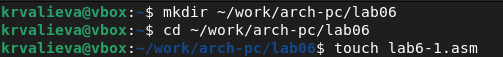 krvalieva@vbox:~$ mkdir ~/work/arch-pc/lab06
krvalieva@vbox:~$ cd ~/work/arch-pc/lab06
krvalieva@vbox:~/work/arch-pc/lab06$ touch lab6-1.asm